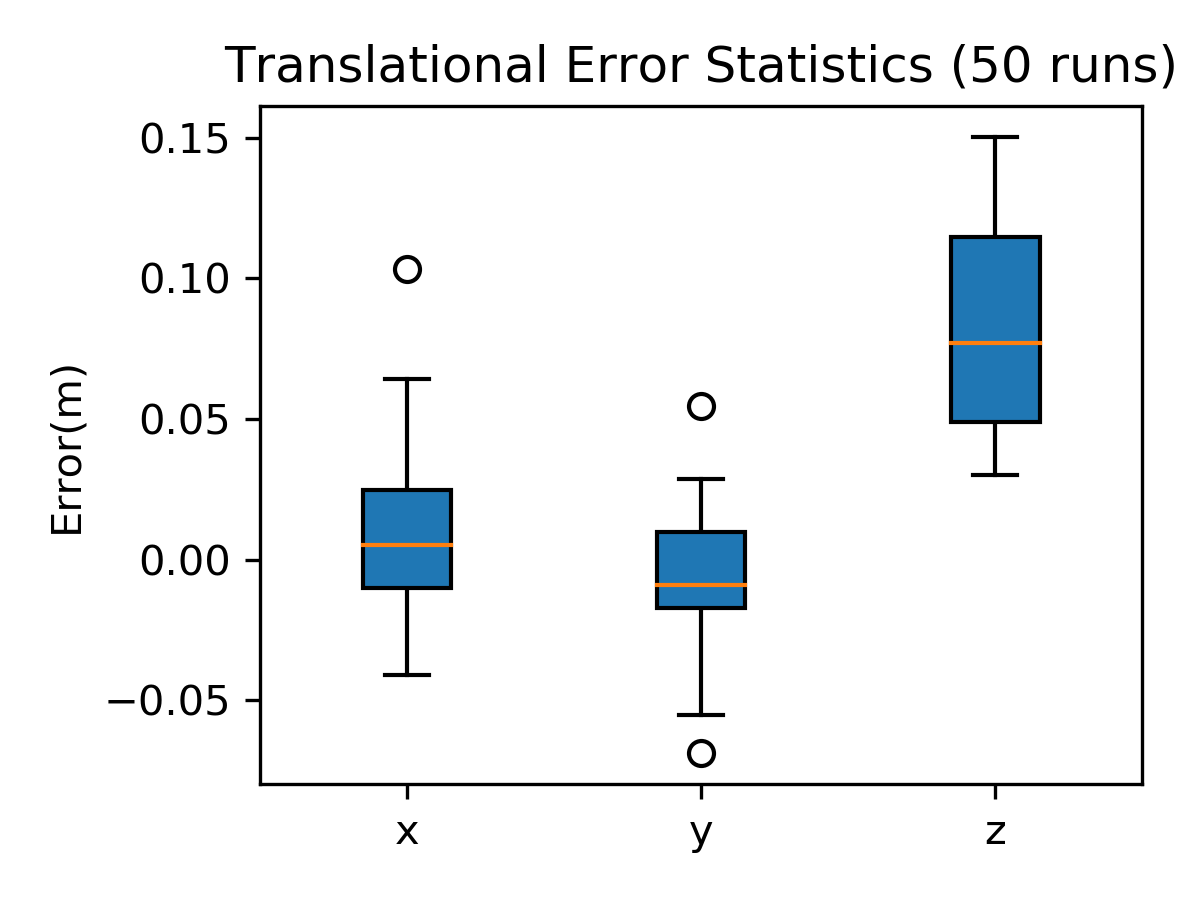 Translational Error Statistics (50 runs)
0.15
0.10
0.05
0.00
−0.05
Error(m)
x
y
z